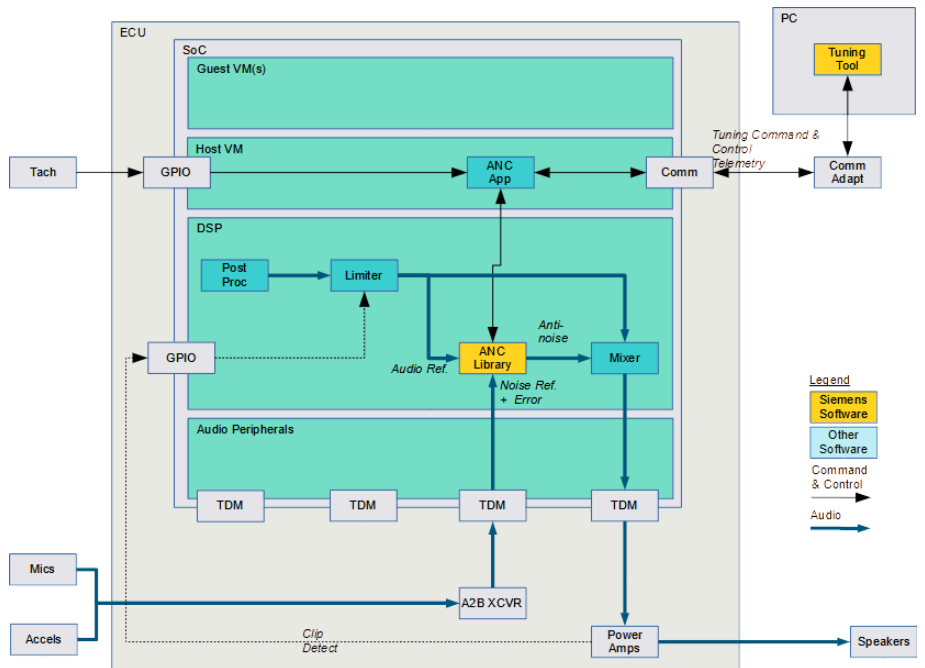 ECU
PC
SoC
Guest VM(s)
Tuning
Tool
Host VM
Tuning Command &
Control
Telemetry
Tach
GPIO
ANC
App
Comm
Comm
Adapt
DSP
Post
Proc
Limiter
Anti-
noise
GPIO
ANC
Library
Mixer
Audio Ref.
Noise Ref.
+ Error
Legend
Siemens
Software
Audio Peripherals
Other
Software
Command
& Control
TDM
TDM
TDM
TDM
Audio
Mics
A2B XCVR
Accels
Clip
Detect
Power
Amps
Speakers